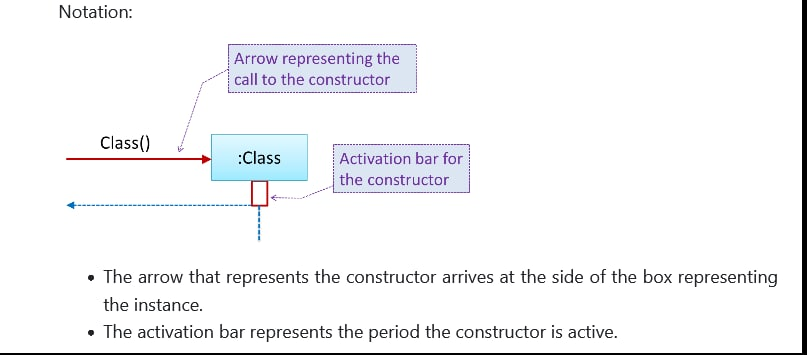 Notation:
Arrow representing the
call to the constructor
Class()
:Class
Activation bar for
the constructor
• The arrow that represents the constructor arrives at the side of the box representing
the instance.
• The activation bar represents the period the constructor is active.